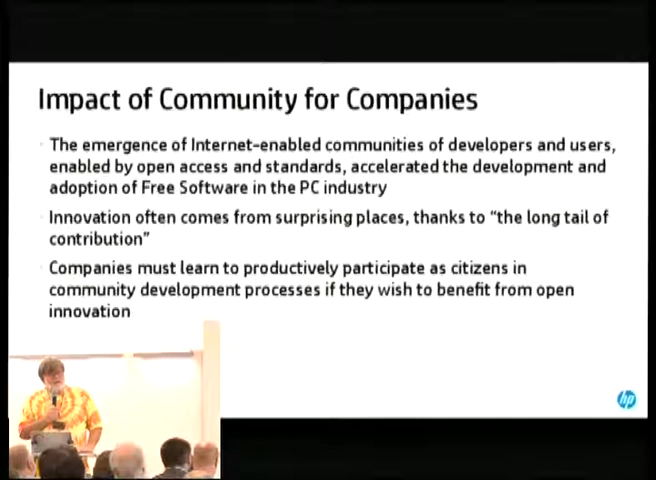 Impact of Community for Companies
The emergence of Internet-enabled communities of developers and users,
enabled by open access and standards, accelerated the development and
adoption of Free Software in the PC industry
Innovation often comes from surprising places, thanks to “the long tail of
contribution”
Companies must learn to productively participate as citizens in
community development processes if they wish to benefit from open
innovation
hp